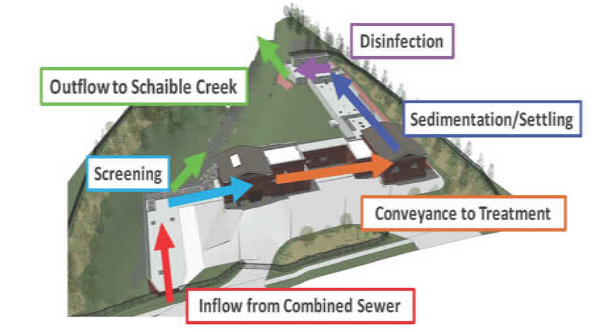 Disinfection
Outflow to Schaible Creek
Sedimentation/Settling
Screening
Conveyance to Treatment
Inflow from Combined Sewer